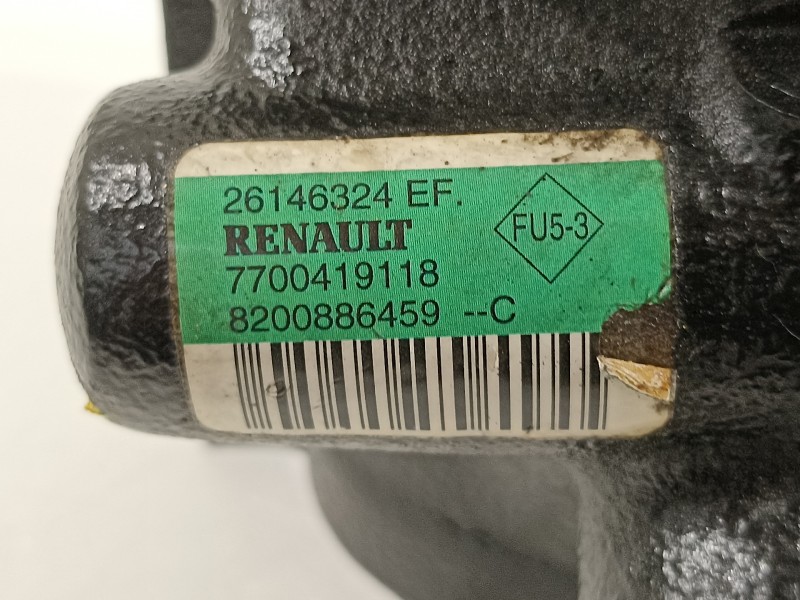 26146324 EF.
RENAULT
FU5-3
7700419118
8200886459 --C